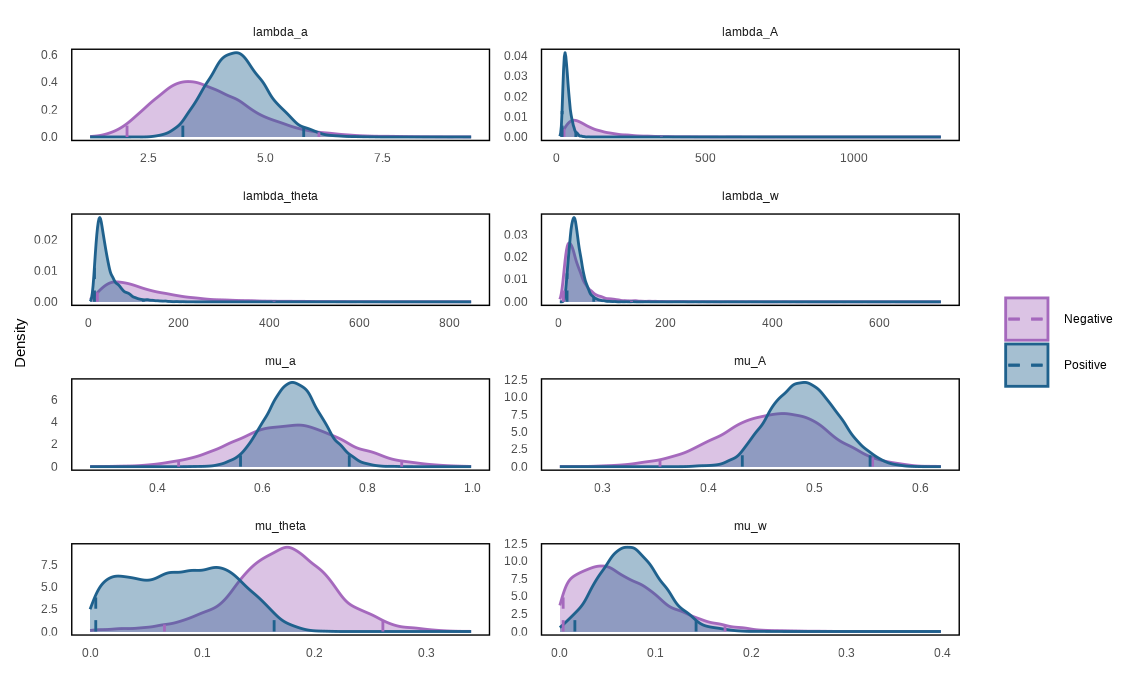 lambda_a
lambda_A
0.6
0.4
0.2
0.0
0.04
0.03
0.02
0.01
0.00
2.5 5.0 7.5
0 500 1000
lambda_theta
lambda_w
0.02
0.01
0.00
0.03
0.02
0.01
0.00
0 200 400 600 800
0 200 400 600
Density
mu_a
mu_A
6
4
2
0
12.5
10.0
7.5
5.0
2.5
0.0
0.4 0.6 0.8 1.0
0.3 0.4 0.5 0.6
mu_theta
mu_w
7.5
5.0
2.5
0.0
12.5
10.0
7.5
5.0
2.5
0.0
0.0 0.1 0.2 0.3
0.0 0.1 0.2 0.3 0.4
Negative
Positive